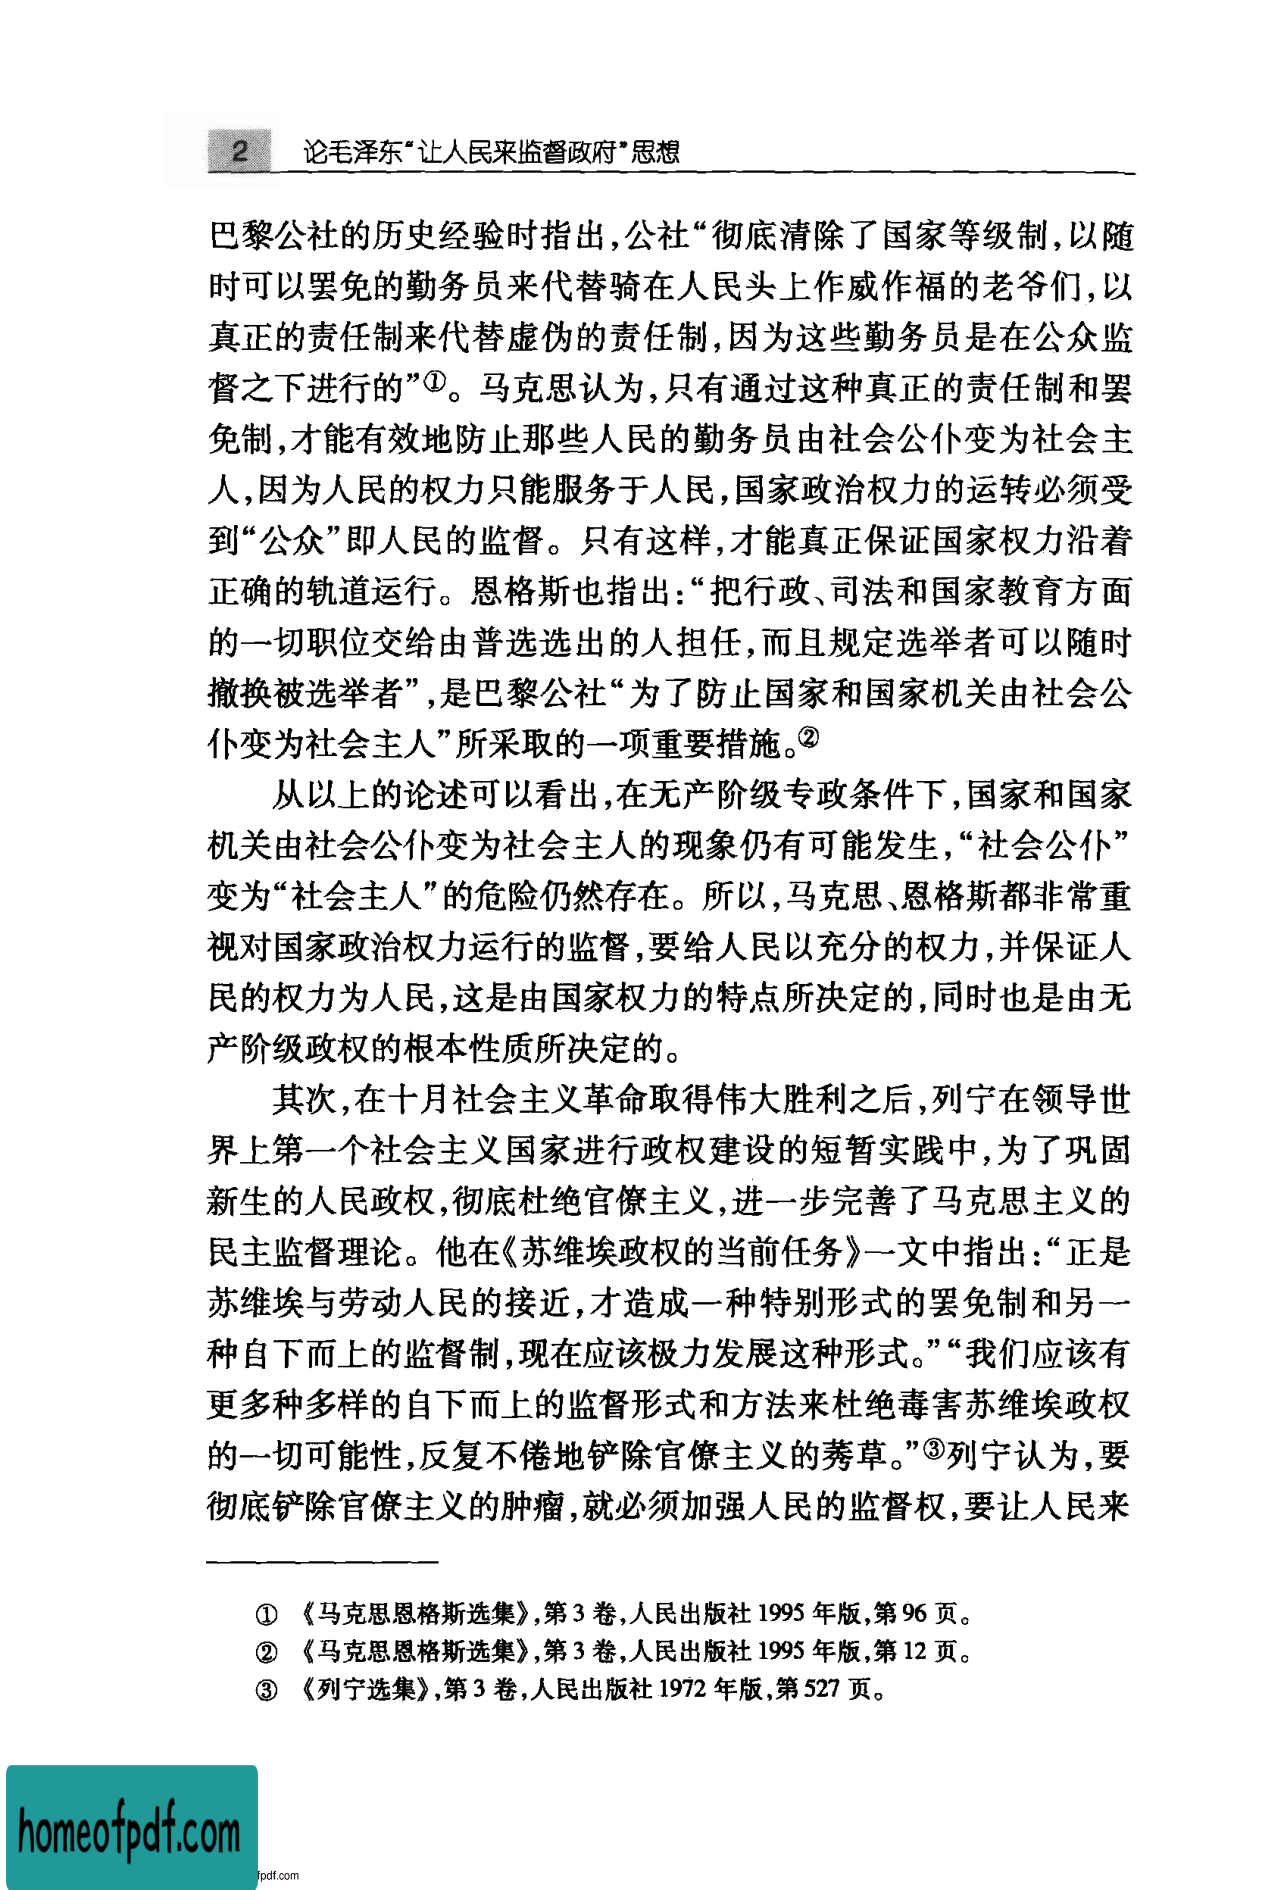 2 论毛泽东“让人民来监督政府”思想
巴黎公社的历史经验时指出,公社“彻底清除了国家等级制,以随
时可以罢免的勤务员来代替骑在人民头上作威作福的老爷们,以
真正的责任制来代替虚伪的责任制,因为这些勤务员是在公众监
督之下进行的”①。马克思认为,只有通过这种真正的责任制和罢
免制,才能有效地防止那些人民的勤务员由社会公仆变为社会主
人,因为人民的权力只能服务于人民,国家政治权力的运转必须受
到“公众”即人民的监督。只有这样,才能真正保证国家权力沿着
正确的轨道运行。恩格斯也指出:“把行政、司法和国家教育方面
的一切职位交给由普选选出的人担任,而且规定选举者可以随时
撤换被选举者”,是巴黎公社“为了防止国家和国家机关由社会公
仆变为社会主人”所采取的一项重要措施。②
从以上的论述可以看出,在无产阶级专政条件下,国家和国家
机关由社会公仆变为社会主人的现象仍有可能发生,“社会公仆”
变为“社会主人”的危险仍然存在。所以,马克思、恩格斯都非常重
视对国家政治权力运行的监督,要给人民以充分的权力,并保证人
民的权力为人民,这是由国家权力的特点所决定的,同时也是由无
产阶级政权的根本性质所决定的。
其次,在十月社会主义革命取得伟大胜利之后,列宁在领导世
界上第一个社会主义国家进行政权建设的短暂实践中,为了巩固
新生的人民政权,彻底杜绝官僚主义,进一步完善了马克思主义的
民主监督理论。他在《苏维埃政权的当前任务》一文中指出:“正是
苏维埃与劳动人民的接近,才造成一种特别形式的罢免制和另一
种自下而上的监督制,现在应该极力发展这种形式。”“我们应该有
更多种多样的自下而上的监督形式和方法来杜绝毒害苏维埃政权
的一切可能性,反复不倦地铲除官僚主义的莠草。”③列宁认为,要
彻底铲除官僚主义的肿瘤,就必须加强人民的监督权,要让人民来
① 《马克思恩格斯选集》,第3卷,人民出版社1995年版,第96页。
② 《马克思恩格斯选集》,第3卷,人民出版社1995年版,第12页。
③ 《列宁选集》,第3卷,人民出版社1972年版,第527页。
homeofpdf.com
fpdf.com